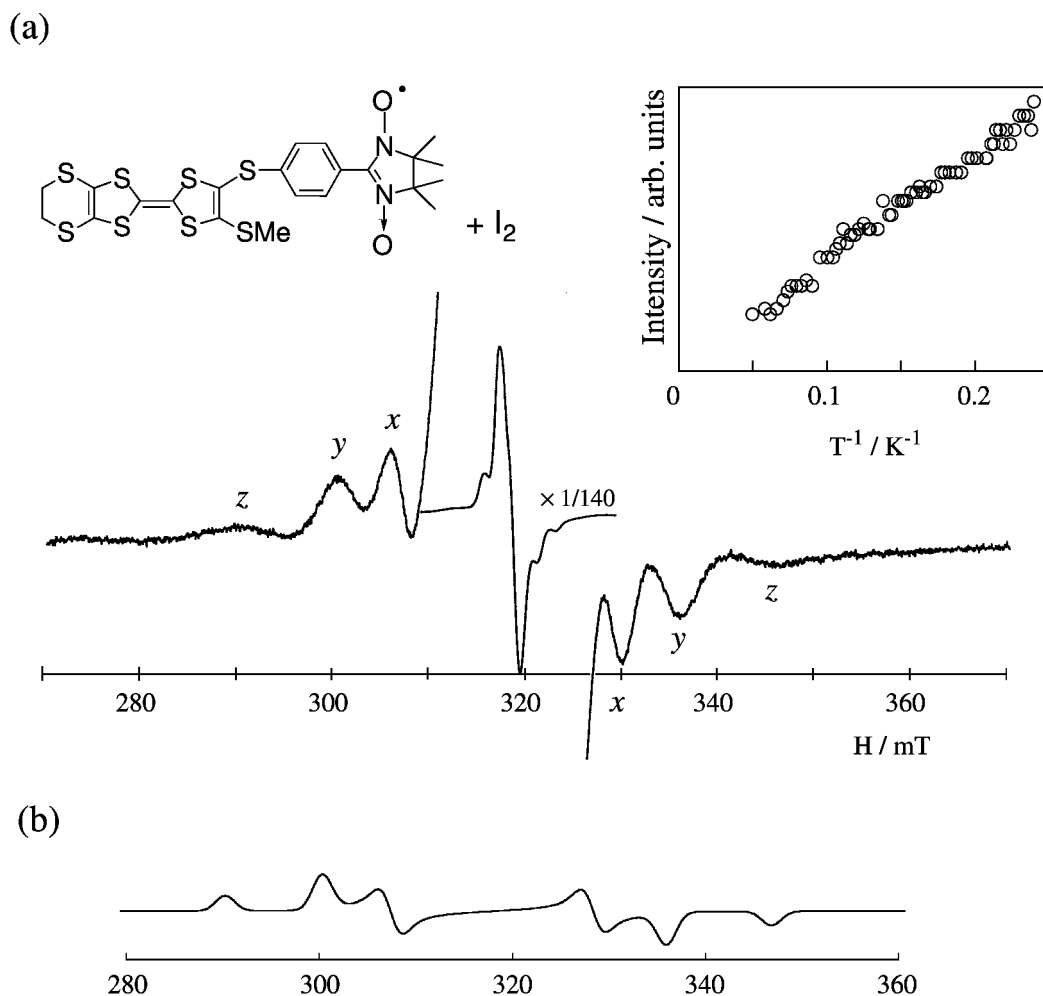 (a)
O •
N
S
S
S
S
S
S
S
SMe
N
O
+ I₂
Intensity / arb. units
0
0.1
0.2
T⁻¹ / K⁻¹
z
y
x
× 1/140
x
y
z
280
300
320
340
360
H / mT
(b)
280
300
320
340
360